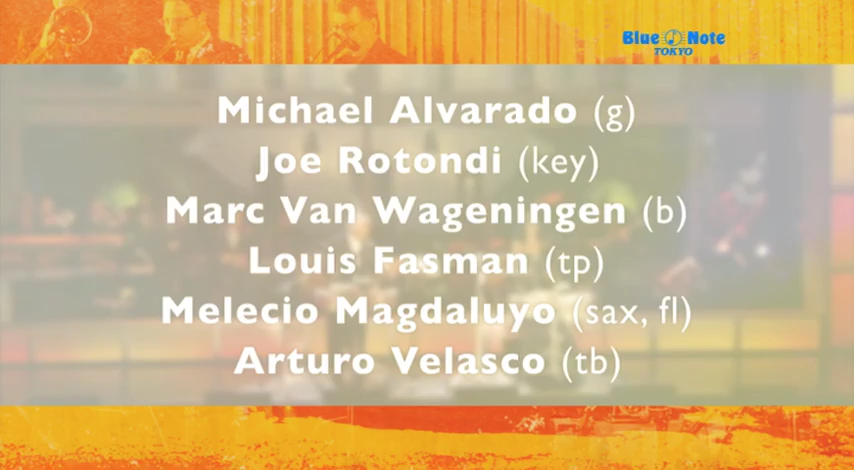 Blue Note
TOKYO
Michael Alvarado (g)
Joe Rotondi (key)
Marc Van Wageningen (b)
Louis Fasman (tp)
Melecio Magdaluyo (sax, fl)
Arturo Velasco (tb)